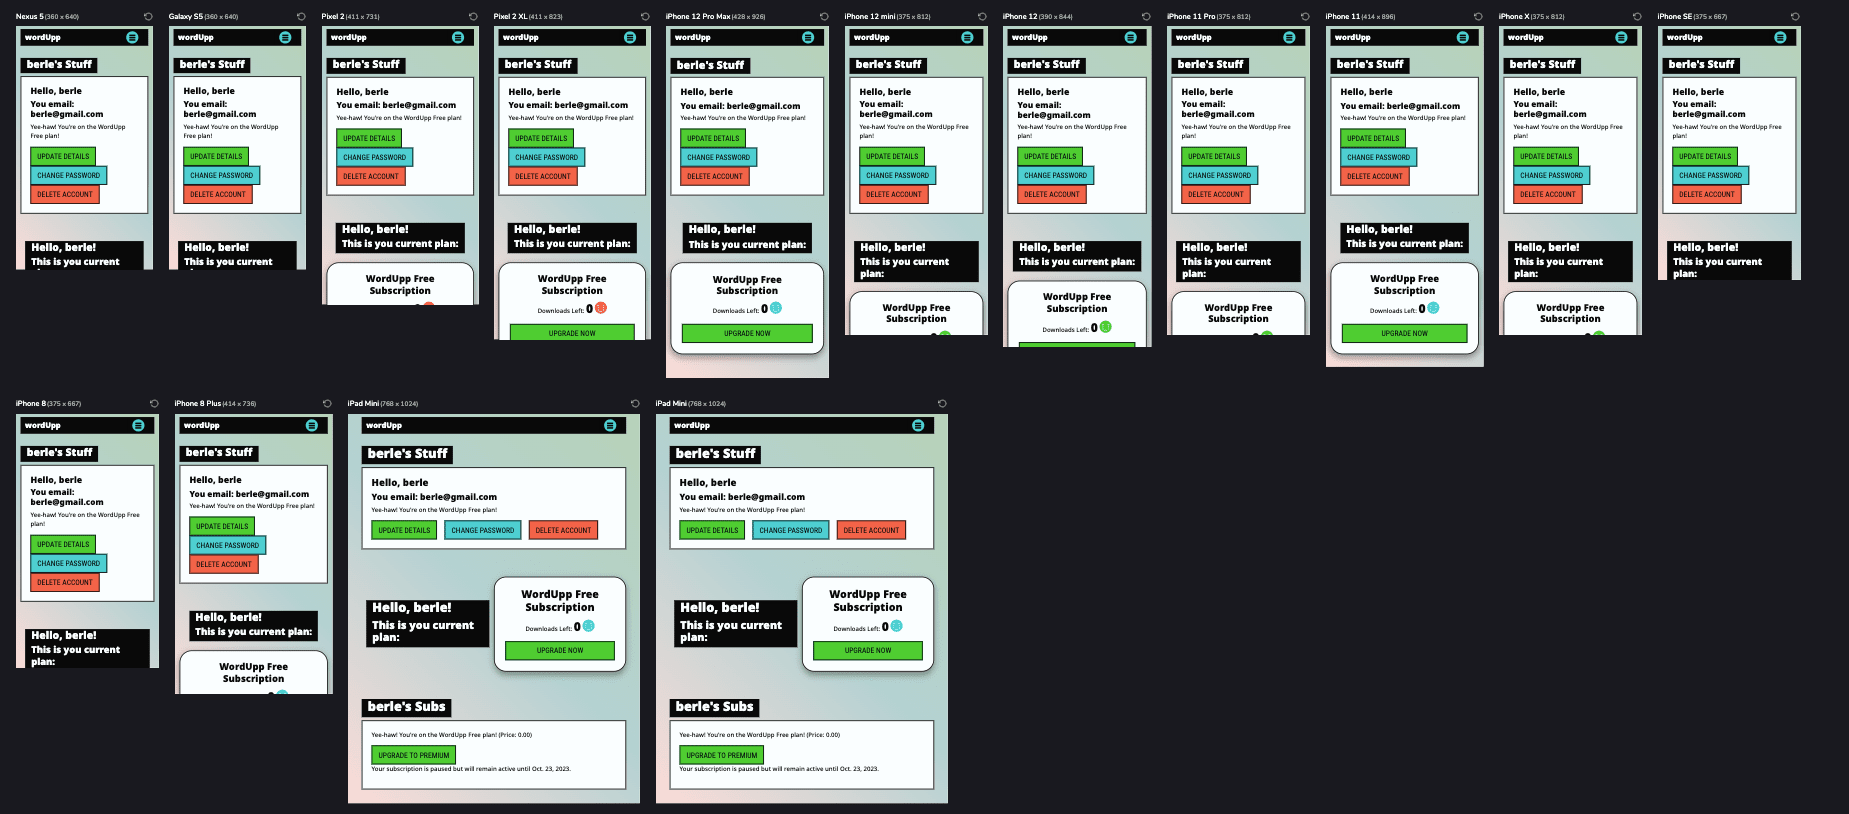 Nexus 5 (360 x 640)
wordUpp
berle's Stuff
Hello, berle
You email:
berle@gmail.com
Yee-haw! You're on the WordUpp
Free plan!
UPDATE DETAILS
CHANGE PASSWORD
DELETE ACCOUNT
Hello, berle!
This is you current
Galaxy S5 (360 x 640)
wordUpp
berle's Stuff
Hello, berle
You email:
berle@gmail.com
Yee-haw! You're on the WordUpp
Free plan!
UPDATE DETAILS
CHANGE PASSWORD
DELETE ACCOUNT
Hello, berle!
This is you current
Pixel 2 (411 x 731)
wordUpp
berle's Stuff
Hello, berle
You email: berle@gmail.com
Yee-haw! You're on the WordUpp Free plan!
UPDATE DETAILS
CHANGE PASSWORD
DELETE ACCOUNT
Hello, berle!
This is you current plan:
WordUpp Free
Subscription
Pixel 2 XL (411 x 823)
wordUpp
berle's Stuff
Hello, berle
You email: berle@gmail.com
Yee-haw! You're on the WordUpp Free plan!
UPDATE DETAILS
CHANGE PASSWORD
DELETE ACCOUNT
Hello, berle!
This is you current plan:
WordUpp Free
Subscription
Downloads Left: 0
UPGRADE NOW
iPhone 12 Pro Max (428 x 926)
wordUpp
berle's Stuff
Hello, berle
You email: berle@gmail.com
Yee-haw! You're on the WordUpp Free plan!
UPDATE DETAILS
CHANGE PASSWORD
DELETE ACCOUNT
Hello, berle!
This is you current plan:
WordUpp Free
Subscription
Downloads Left: 0
UPGRADE NOW
iPhone 12 mini (375 x 812)
wordUpp
berle's Stuff
Hello, berle
You email:
berle@gmail.com
Yee-haw! You're on the WordUpp Free
plan!
UPDATE DETAILS
CHANGE PASSWORD
DELETE ACCOUNT
Hello, berle!
This is you current
plan:
WordUpp Free
Subscription
iPhone 12 (390 x 844)
wordUpp
berle's Stuff
Hello, berle
You email:
berle@gmail.com
Yee-haw! You're on the WordUpp Free
plan!
UPDATE DETAILS
CHANGE PASSWORD
DELETE ACCOUNT
Hello, berle!
This is you current plan:
WordUpp Free
Subscription
Downloads Left: 0
iPhone 11 Pro (375 x 812)
wordUpp
berle's Stuff
Hello, berle
You email:
berle@gmail.com
Yee-haw! You're on the WordUpp Free
plan!
UPDATE DETAILS
CHANGE PASSWORD
DELETE ACCOUNT
Hello, berle!
This is you current
plan:
WordUpp Free
Subscription
iPhone 11 (414 x 896)
wordUpp
berle's Stuff
Hello, berle
You email: berle@gmail.com
Yee-haw! You're on the WordUpp Free plan!
UPDATE DETAILS
CHANGE PASSWORD
DELETE ACCOUNT
Hello, berle!
This is you current plan:
WordUpp Free
Subscription
Downloads Left: 0
UPGRADE NOW
iPhone X (375 x 812)
wordUpp
berle's Stuff
Hello, berle
You email:
berle@gmail.com
Yee-haw! You're on the WordUpp Free
plan!
UPDATE DETAILS
CHANGE PASSWORD
DELETE ACCOUNT
Hello, berle!
This is you current
plan:
WordUpp Free
Subscription
iPhone SE (375 x 667)
wordUpp
berle's Stuff
Hello, berle
You email:
berle@gmail.com
Yee-haw! You're on the WordUpp Free
plan!
UPDATE DETAILS
CHANGE PASSWORD
DELETE ACCOUNT
Hello, berle!
This is you current
plan:
iPhone 8 (375 x 667)
wordUpp
berle's Stuff
Hello, berle
You email:
berle@gmail.com
Yee-haw! You're on the WordUpp Free
plan!
UPDATE DETAILS
CHANGE PASSWORD
DELETE ACCOUNT
Hello, berle!
This is you current
plan:
iPhone 8 Plus (414 x 736)
wordUpp
berle's Stuff
Hello, berle
You email: berle@gmail.com
Yee-haw! You're on the WordUpp Free plan!
UPDATE DETAILS
CHANGE PASSWORD
DELETE ACCOUNT
Hello, berle!
This is you current plan:
WordUpp Free
Subscription
iPad Mini (768 x 1024)
wordUpp
berle's Stuff
Hello, berle
You email: berle@gmail.com
Yee-haw! You're on the WordUpp Free plan!
UPDATE DETAILS CHANGE PASSWORD DELETE ACCOUNT
Hello, berle!
This is you current
plan:
WordUpp Free
Subscription
Downloads Left: 0
UPGRADE NOW
berle's Subs
Yee-haw! You're on the WordUpp Free plan! (Price: 0.00)
UPGRADE TO PREMIUM
Your subscription is paused but will remain active until Oct. 23, 2023.
iPad Mini (768 x 1024)
wordUpp
berle's Stuff
Hello, berle
You email: berle@gmail.com
Yee-haw! You're on the WordUpp Free plan!
UPDATE DETAILS CHANGE PASSWORD DELETE ACCOUNT
Hello, berle!
This is you current
plan:
WordUpp Free
Subscription
Downloads Left: 0
UPGRADE NOW
berle's Subs
Yee-haw! You're on the WordUpp Free plan! (Price: 0.00)
UPGRADE TO PREMIUM
Your subscription is paused but will remain active until Oct. 23, 2023.